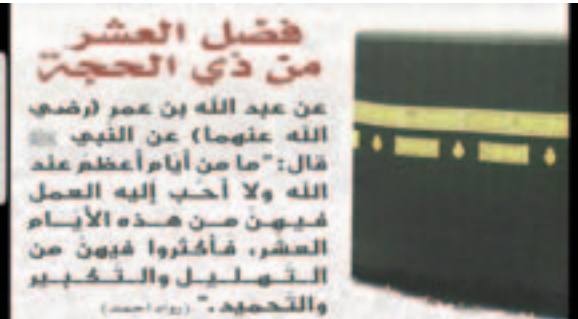 فضل العشر
من ذي الحجة
عن عبد الله بن عمر (رضي
الله عنهما) عن النبي ﷺ
قال: "ما من أيام أعظم عند
الله ولا أحب إليه العمل
فيهن من هذه الأيام
العشر، فأكثروا فيهن من
التهليل والتكبير
والتحميد." (رواه أحمد)